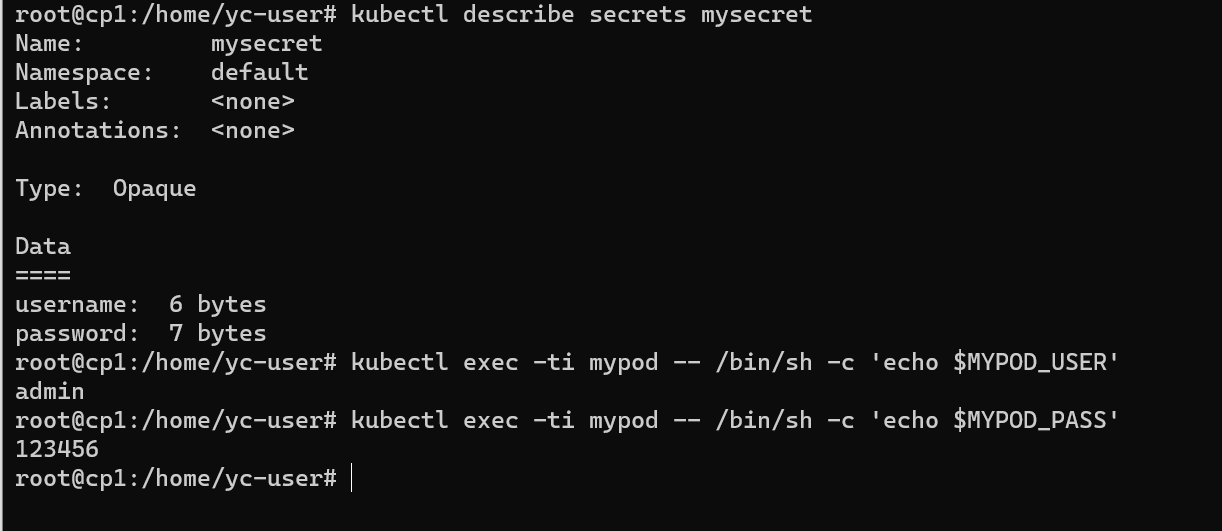 root@cp1:/home/yc-user# kubectl describe secrets mysecret
Name:         mysecret
Namespace:    default
Labels:       <none>
Annotations:  <none>
Type:  Opaque
Data
====
username:  6 bytes
password:  7 bytes
root@cp1:/home/yc-user# kubectl exec -ti mypod -- /bin/sh -c 'echo $MYPOD_USER'
admin
root@cp1:/home/yc-user# kubectl exec -ti mypod -- /bin/sh -c 'echo $MYPOD_PASS'
123456
root@cp1:/home/yc-user#